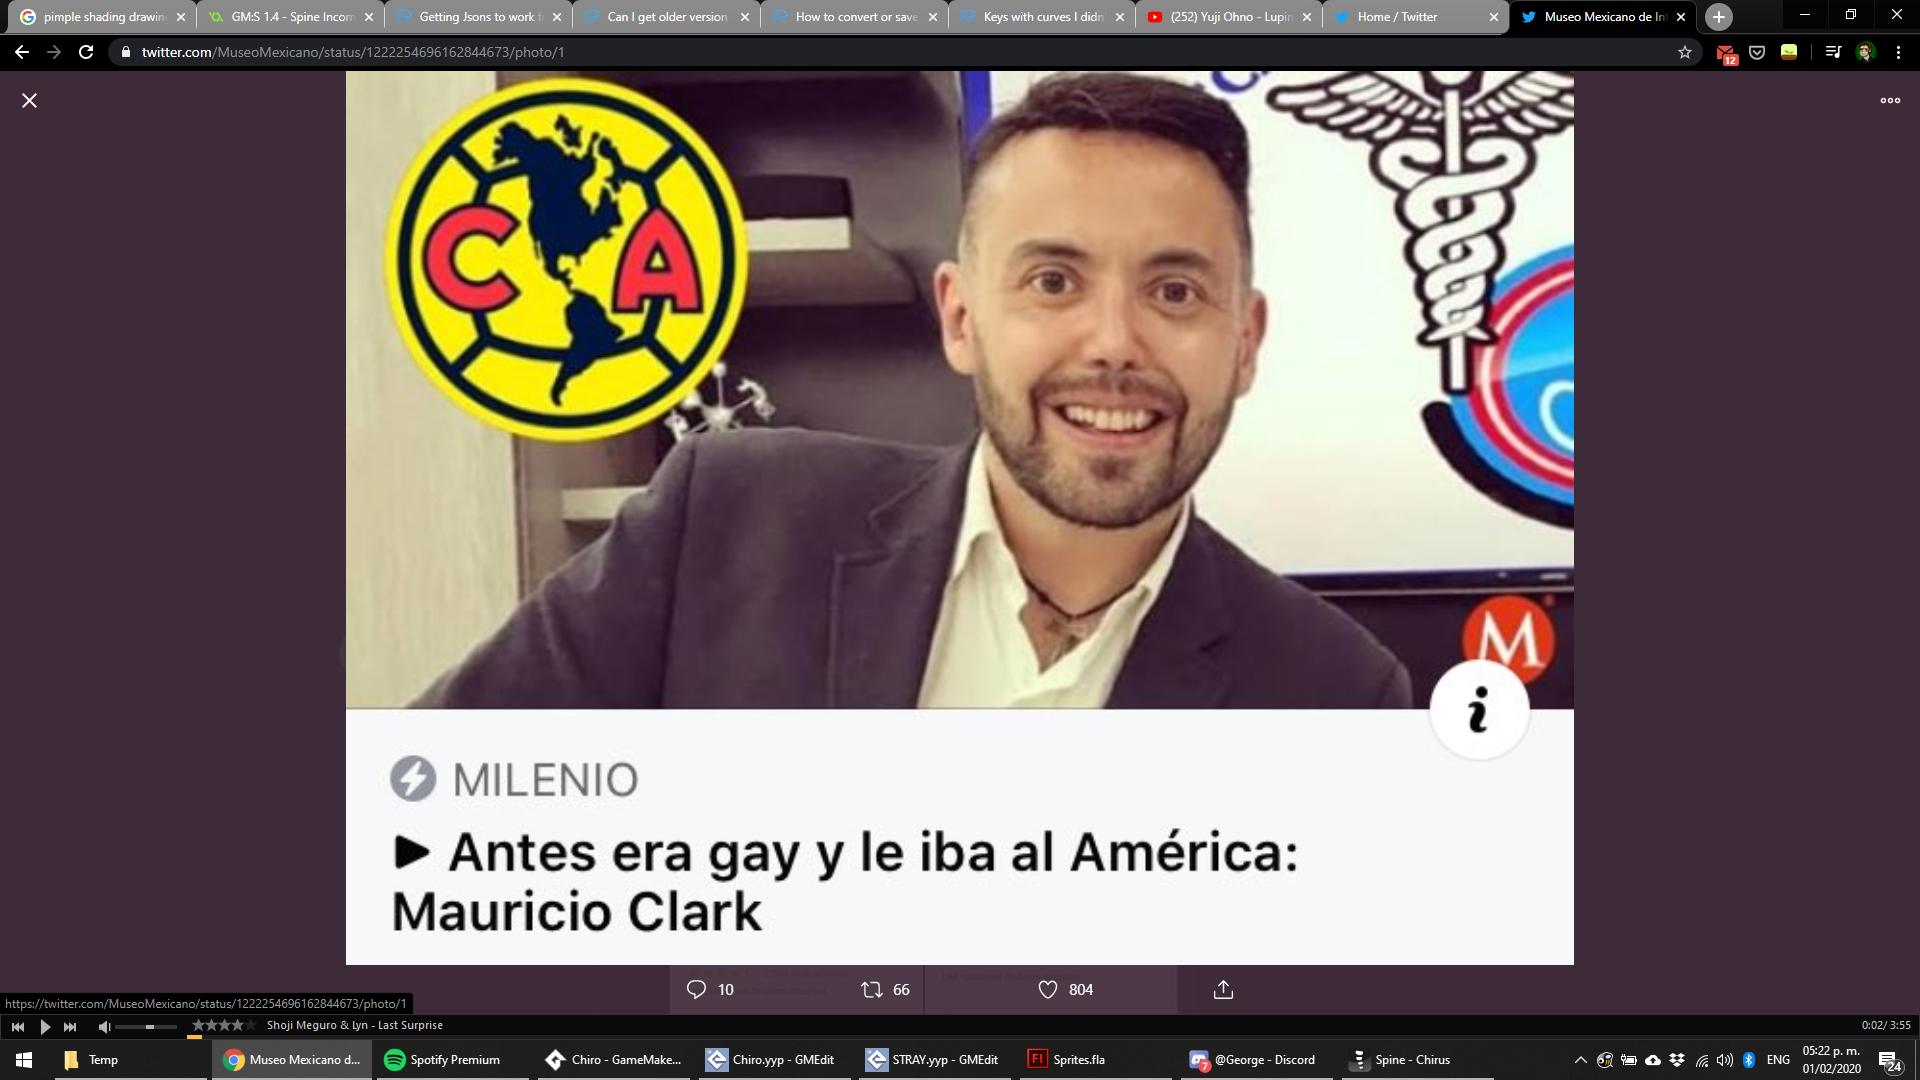 pimple shading drawin
GM:S 1.4 - Spine Incom
Getting Jsons to work f
Can I get older version
How to convert or save
Keys with curves I didn
(252) Yuji Ohno - Lupin
Home / Twitter
Museo Mexicano de In
twitter.com/MuseoMexicano/status/1222254696162844673/photo/1
12
CA
M
i
MILENIO
► Antes era gay y le iba al América:
Mauricio Clark
10
66
804
https://twitter.com/MuseoMexicano/status/1222254696162844673/photo/1
Shoji Meguro & Lyn - Last Surprise
0:02/ 3:55
Temp
Museo Mexicano d...
Spotify Premium
Chiro - GameMake...
Chiro.yyp - GMEdit
STRAY.yyp - GMEdit
Fl
Sprites.fla
7
@George - Discord
Spine - Chirus
ENG
05:22 p. m.
01/02/2020
24